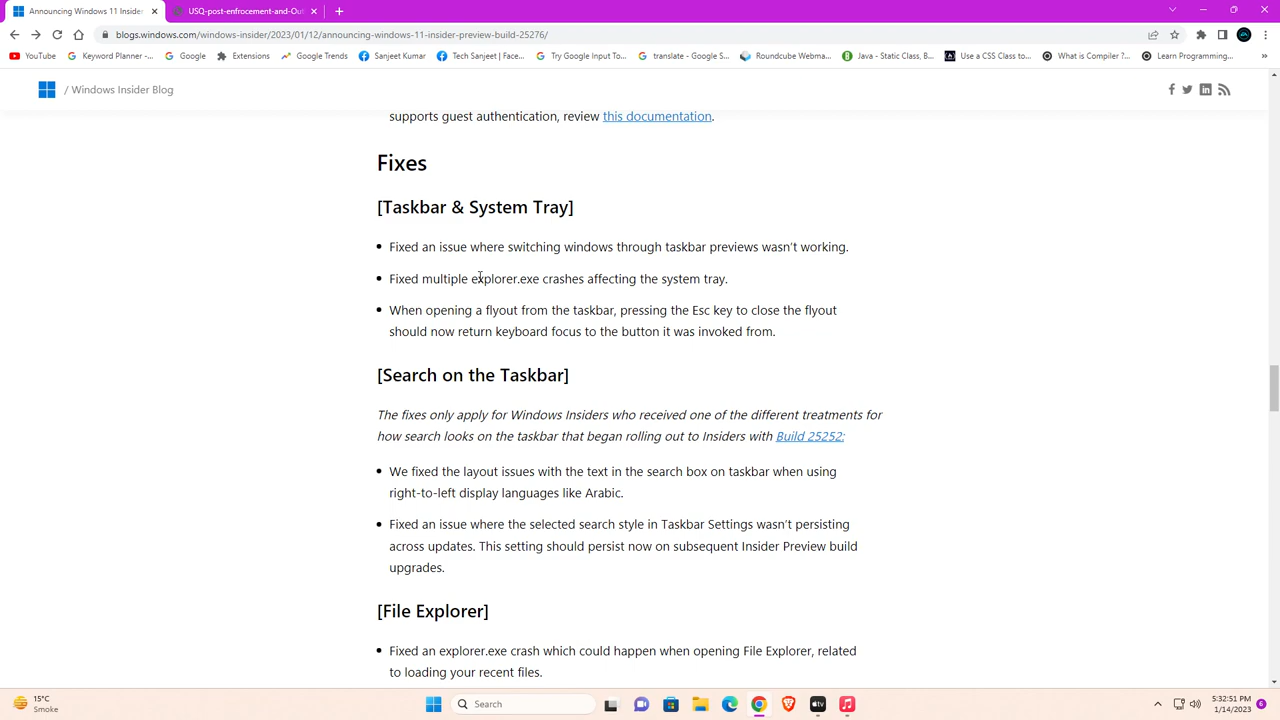 Announcing Windows 11 Insider
USQ-post-enfrocement-and-Out
blogs.windows.com/windows-insider/2023/01/12/announcing-windows-11-insider-preview-build-25276/
YouTube Keyword Planner -... Google Extensions Google Trends Sanjeet Kumar Tech Sanjeet | Face... Try Google Input To... translate - Google S... Roundcube Webma... Java - Static Class, B... Use a CSS Class to... What is Compiler ?... Learn Programming... »
/ Windows Insider Blog
supports guest authentication, review this documentation.
Fixes
[Taskbar & System Tray]
• Fixed an issue where switching windows through taskbar previews wasn't working.
• Fixed multiple explorer.exe crashes affecting the system tray.
• When opening a flyout from the taskbar, pressing the Esc key to close the flyout
should now return keyboard focus to the button it was invoked from.
[Search on the Taskbar]
The fixes only apply for Windows Insiders who received one of the different treatments for
how search looks on the taskbar that began rolling out to Insiders with Build 25252:
• We fixed the layout issues with the text in the search box on taskbar when using
right-to-left display languages like Arabic.
• Fixed an issue where the selected search style in Taskbar Settings wasn't persisting
across updates. This setting should persist now on subsequent Insider Preview build
upgrades.
[File Explorer]
• Fixed an explorer.exe crash which could happen when opening File Explorer, related
to loading your recent files.
15°C
Smoke
Search
tv
5:32:51 PM
1/14/2023
6